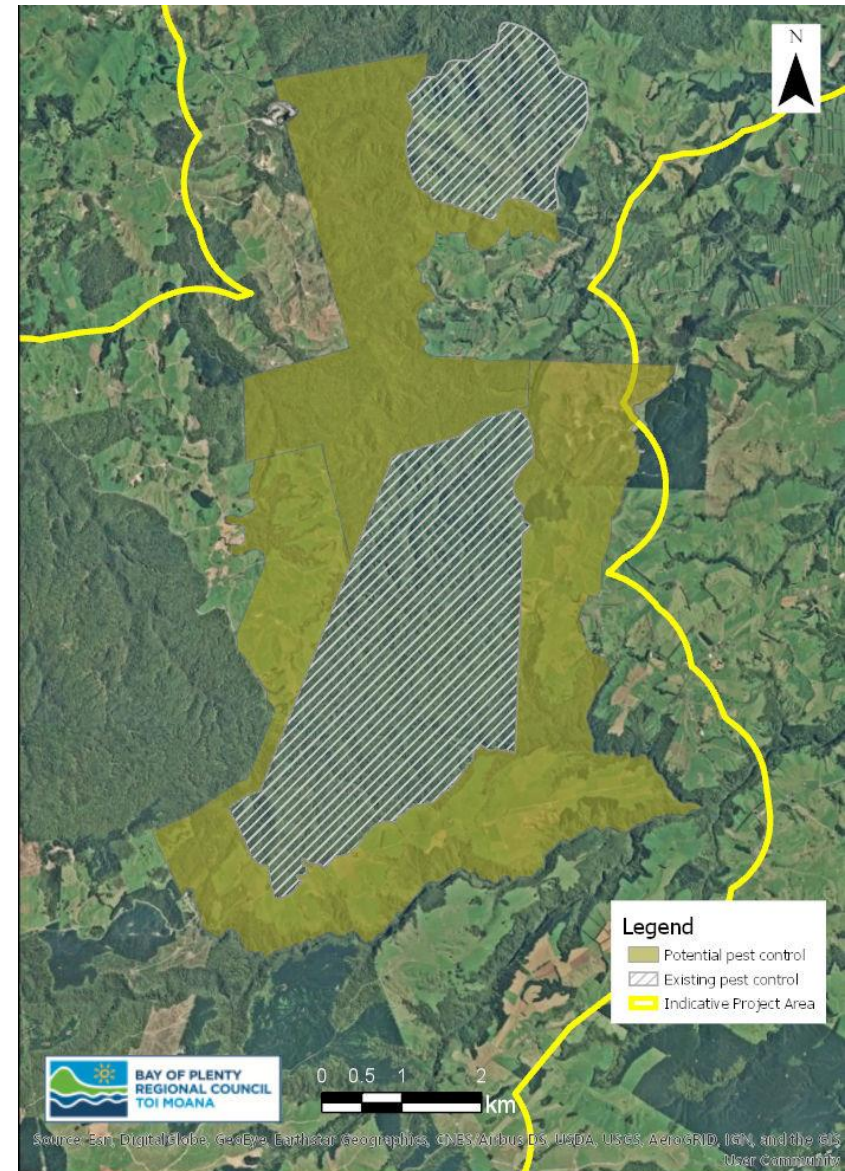 N
Legend
Potential pest control
Existing pest control
Indicative Project Area
BAY OF PLENTY
REGIONAL COUNCIL
TOI MOANA
0 0.5 1 2
km
Source: Esri, DigitalGlobe, GeoEye, Earthstar Geographics, CNES/Airbus DS, USDA, USGS, AeroGRID, IGN, and the GIS
User Community